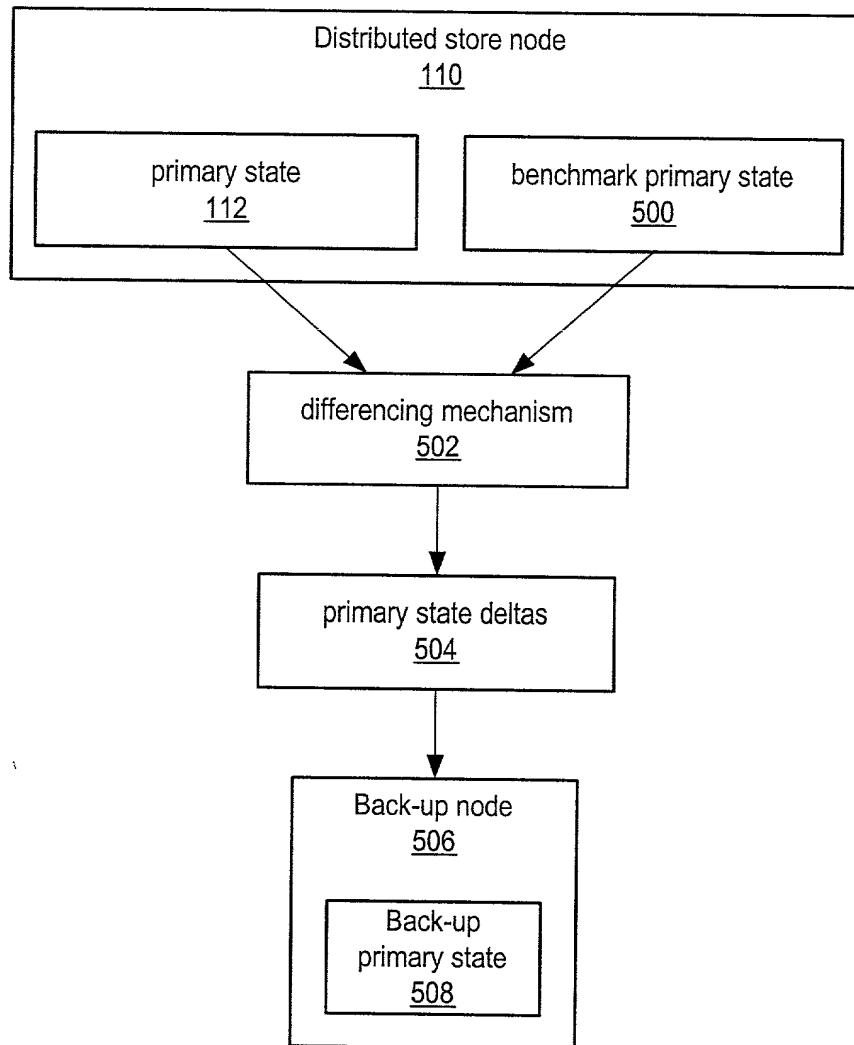 Distributed store node
110
primary state
112
benchmark primary state
500
differencing mechanism
502
primary state deltas
504
Back-up node
506
Back-up
primary state
508